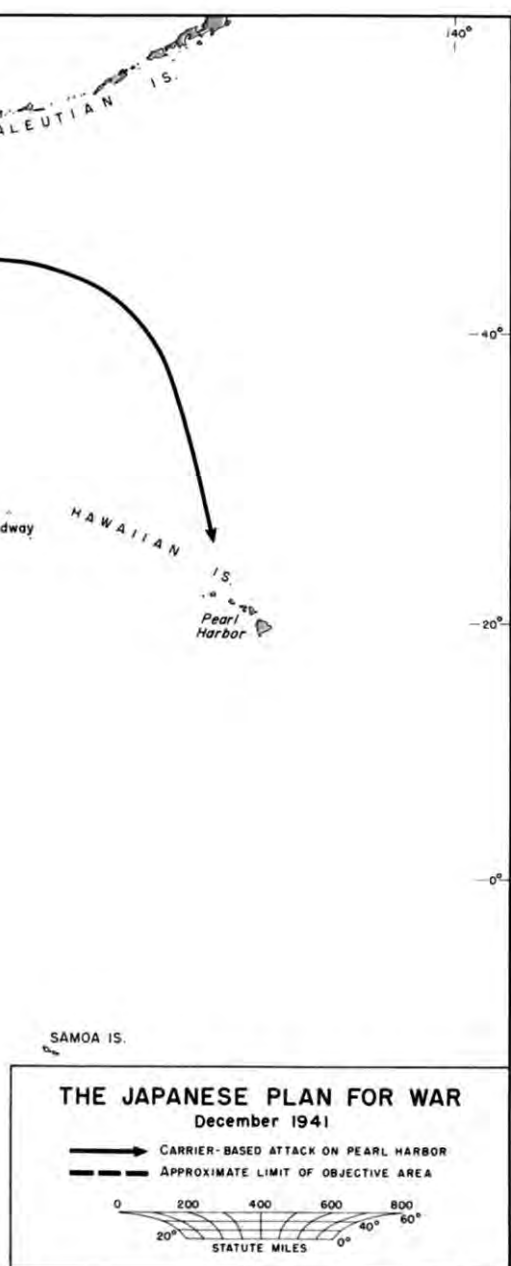 140°
ALEUTIAN IS.
40°
dway
HAWAIIAN IS.
Pearl
Harbor
20°
0°
SAMOA IS.
THE JAPANESE PLAN FOR WAR
December 1941
CARRIER-BASED ATTACK ON PEARL HARBOR
APPROXIMATE LIMIT OF OBJECTIVE AREA
0 200 400 600 800
60°
40°
20° 0°
STATUTE MILES